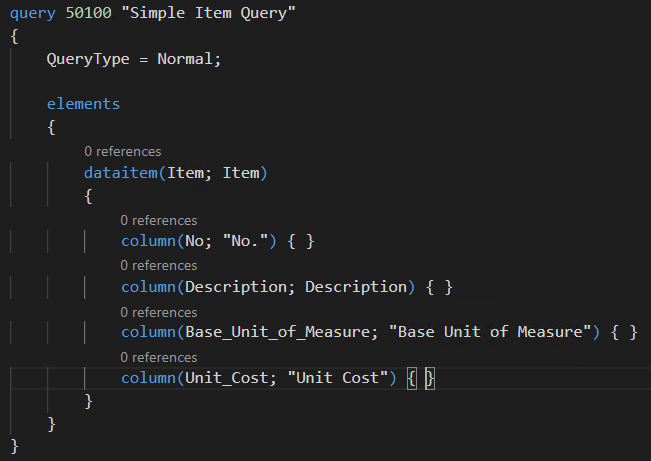 query 50100 "Simple Item Query"
{
QueryType = Normal;
elements
{
0 references
dataitem(Item; Item)
{
0 references
column(No; "No.") { }
0 references
column(Description; Description) { }
0 references
column(Base_Unit_of_Measure; "Base Unit of Measure") { }
0 references
column(Unit_Cost; "Unit Cost") { }
}
}
}